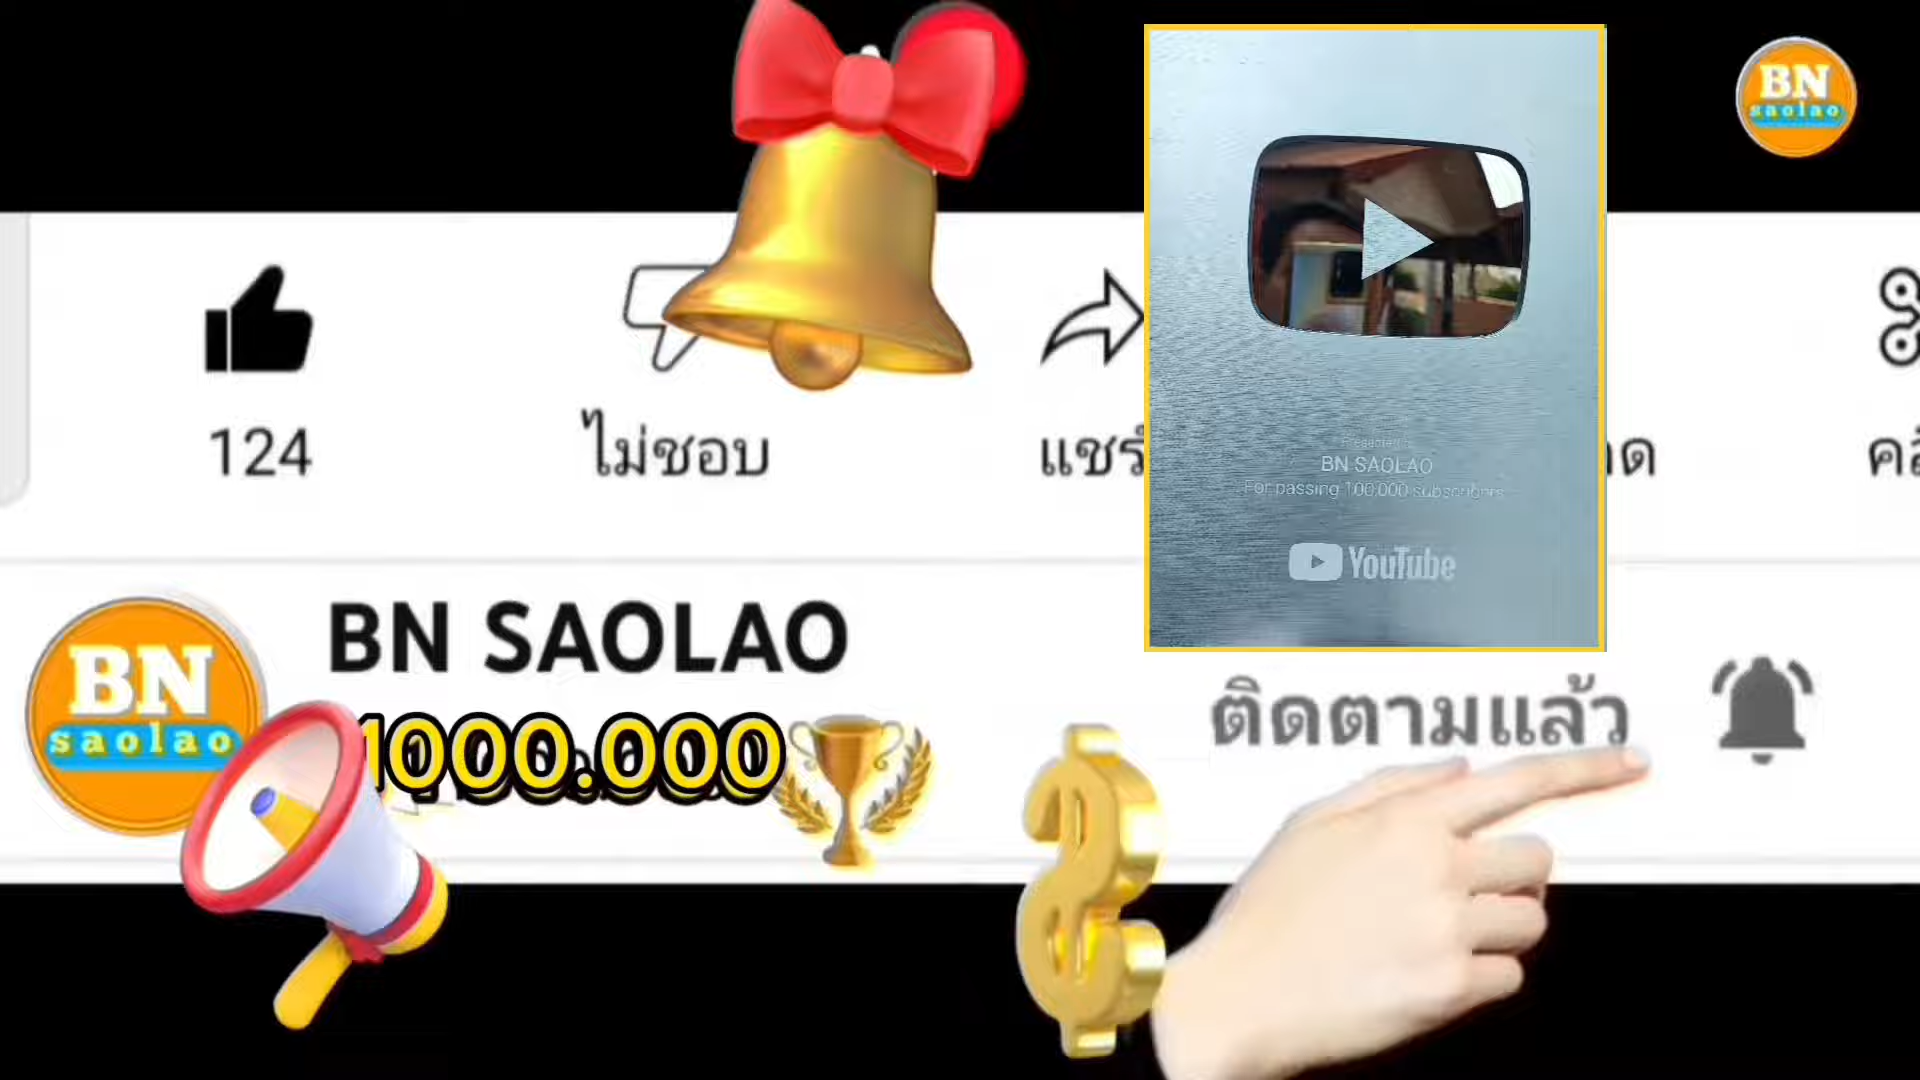 BN
saolao
124
ไม่ชอบ
แชร์
Presented
BN SAOLAO
For passing 100,000 subscribers
YouTube
BN SAOLAO
BN
saolao
1000.000
ติดตามแล้ว